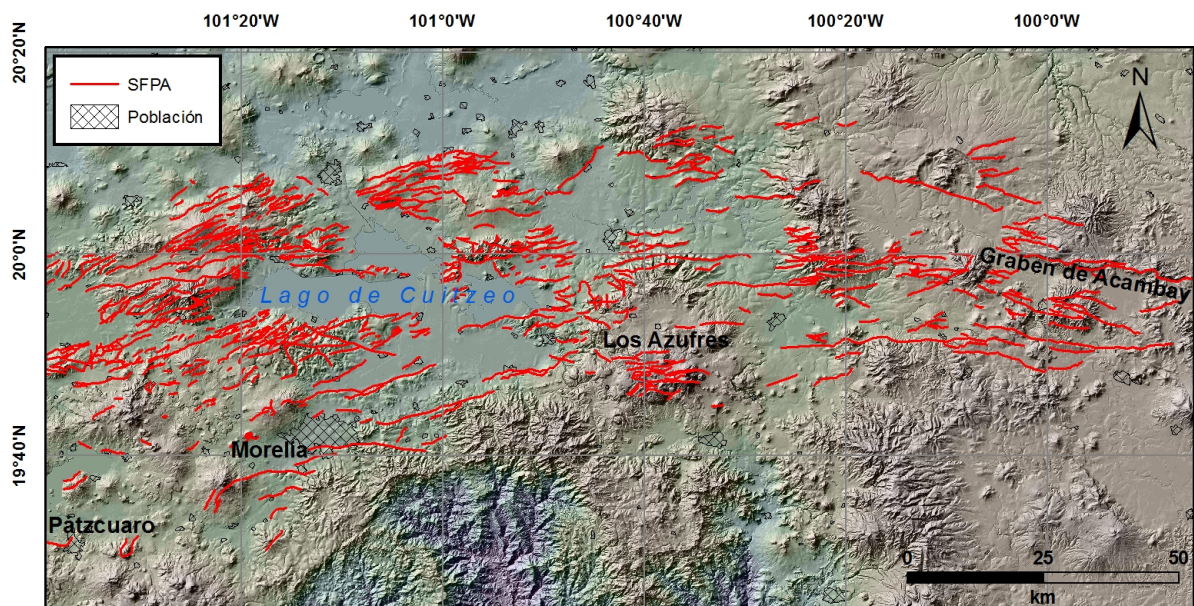 101°20'W 101°0'W 100°40'W 100°20'W 100°0'W
20°20'N
SFPA
Población
N
20°0'N
Graben de Acambay
Lago de Cuitzeo
Los Azufres
Morelia
19°40'N
Pátzcuaro
0 25 50
km